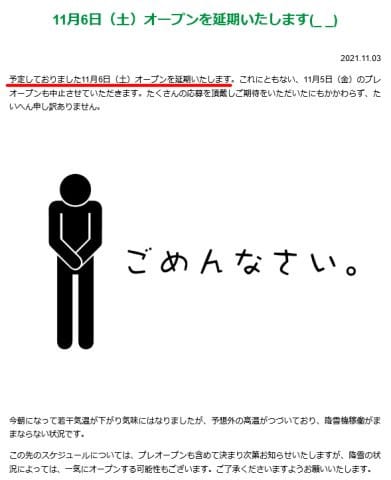 11月6日（土）オープンを延期いたします(_ _)
2021.11.03
予定しておりました11月6日（土）オープンを延期いたします。これにともない、11月5日（金）のプレ
オープンも中止させていただきます。たくさんの応募を頂戴しご期待をいただいたにもかかわらず、た
いへん申し訳ありません。
ごめんなさい。
今朝になって若干気温が下がり気味にはなりましたが、予想外の高温がつづいており、降雪機稼働がま
まならない状況です。
この先のスケジュールについては、プレオープンも含めて決まり次第お知らせいたしますが、降雪の状
況によっては、一気にオープンする可能性もございます。ご了承くださいますようお願いいたします。